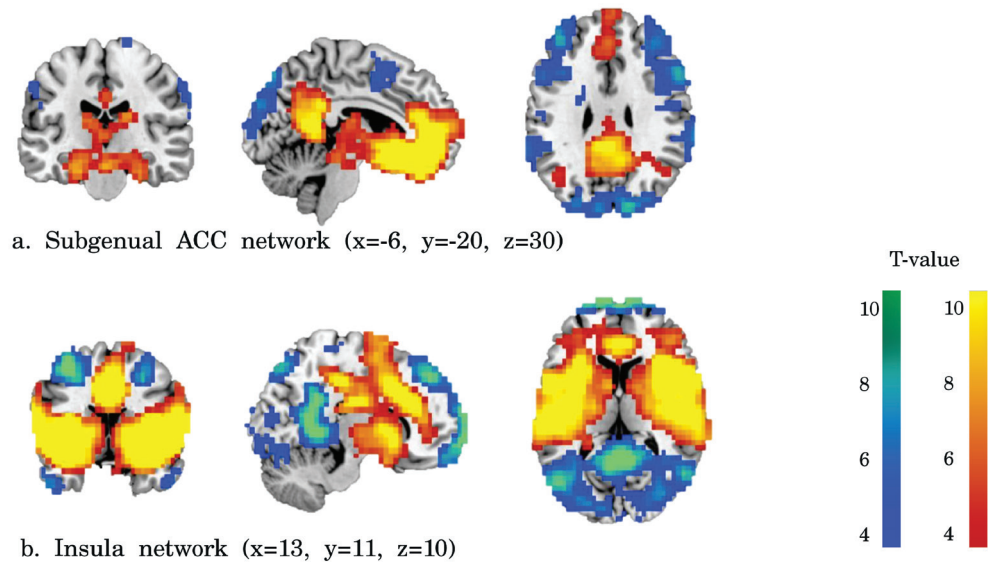 a. Subgenual ACC network (x=-6, y=-20, z=30)
T-value
10 10
8 8
6 6
4 4
b. Insula network (x=13, y=11, z=10)